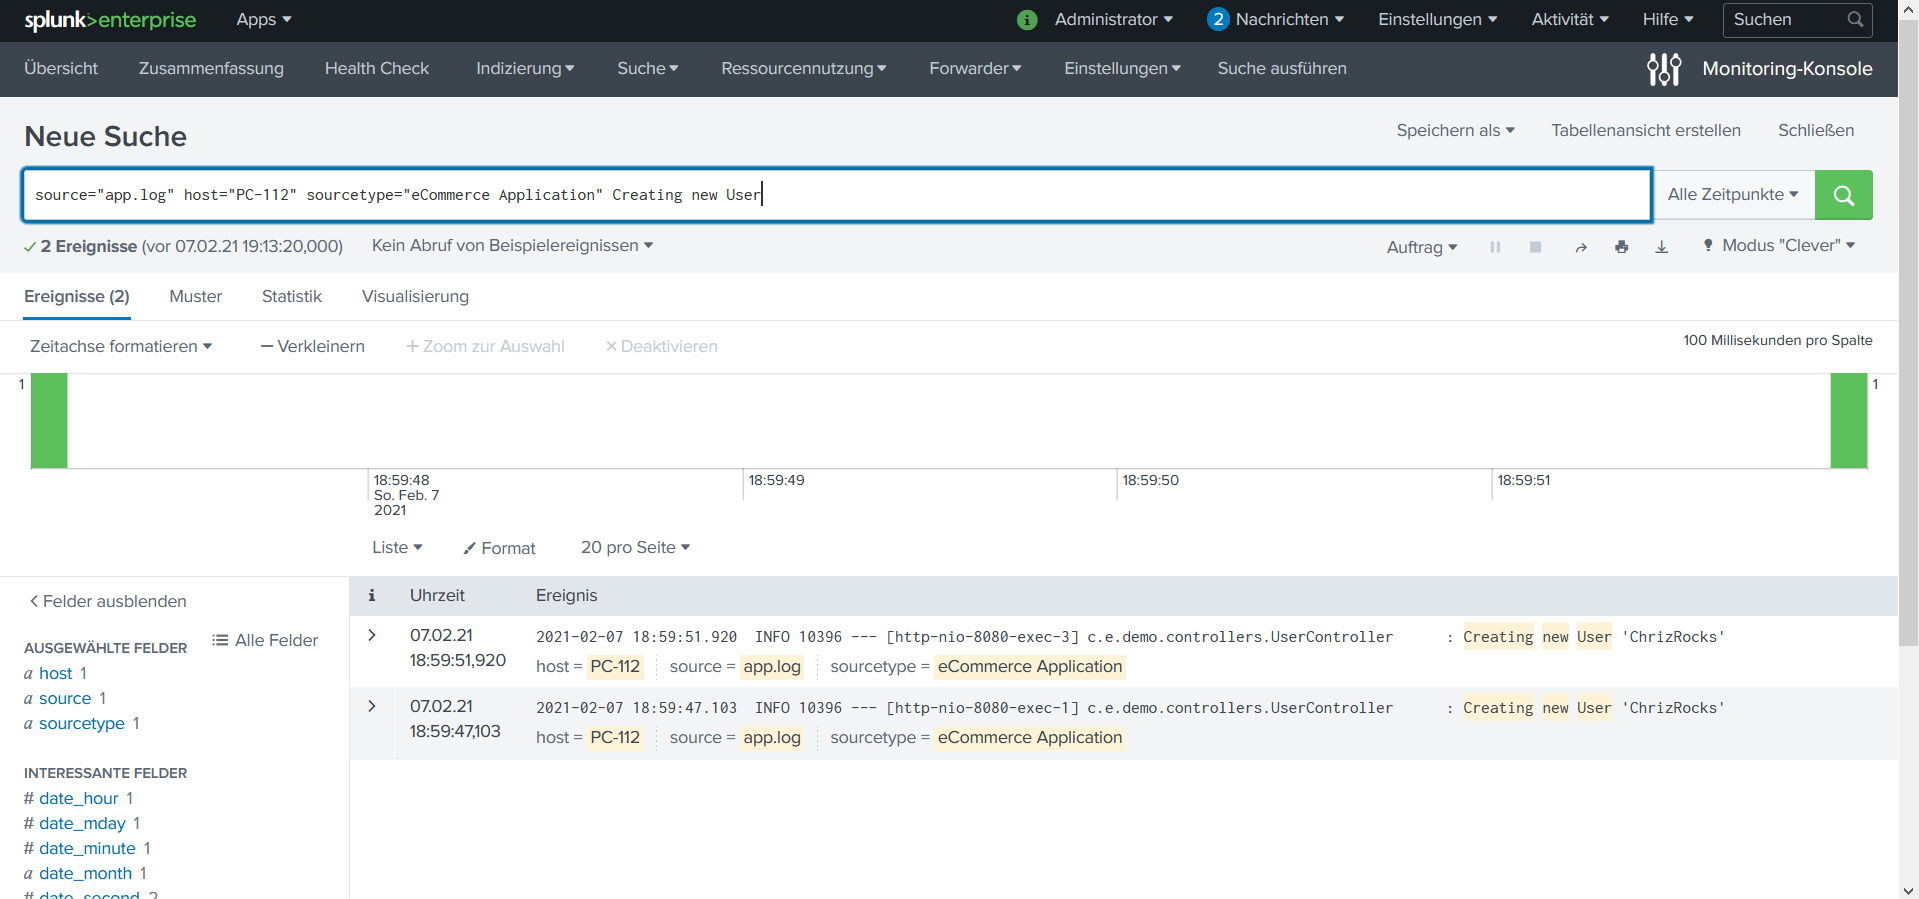 splunk>enterprise Apps i Administrator 2 Nachrichten Einstellungen Aktivität Hilfe Suchen
Übersicht Zusammenfassung Health Check Indizierung Suche Ressourcennutzung Forwarder Einstellungen Suche ausführen Monitoring-Konsole
Neue Suche Speichern als Tabellenansicht erstellen Schließen
source="app.log" host="PC-112" sourcetype="eCommerce Application" Creating new User Alle Zeitpunkte
2 Ereignisse (vor 07.02.21 19:13:20,000) Kein Abruf von Beispielereignissen Auftrag Modus "Clever"
Ereignisse (2) Muster Statistik Visualisierung
Zeitachse formatieren — Verkleinern + Zoom zur Auswahl × Deaktivieren 100 Millisekunden pro Spalte
1 1
18:59:48 18:59:49 18:59:50 18:59:51
So. Feb. 7
2021
Liste Format 20 pro Seite
< Felder ausblenden i Uhrzeit Ereignis
AUSGEWÄHLTE FELDER Alle Felder
a host 1
a source 1
a sourcetype 1
INTERESSANTE FELDER
# date_hour 1
# date_mday 1
# date_minute 1
a date_month 1
# date_second 2
> 07.02.21 2021-02-07 18:59:51.920 INFO 10396 --- [http-nio-8080-exec-3] c.e.demo.controllers.UserController : Creating new User 'ChrizRocks'
18:59:51,920 host = PC-112 source = app.log sourcetype = eCommerce Application
> 07.02.21 2021-02-07 18:59:47.103 INFO 10396 --- [http-nio-8080-exec-1] c.e.demo.controllers.UserController : Creating new User 'ChrizRocks'
18:59:47,103 host = PC-112 source = app.log sourcetype = eCommerce Application